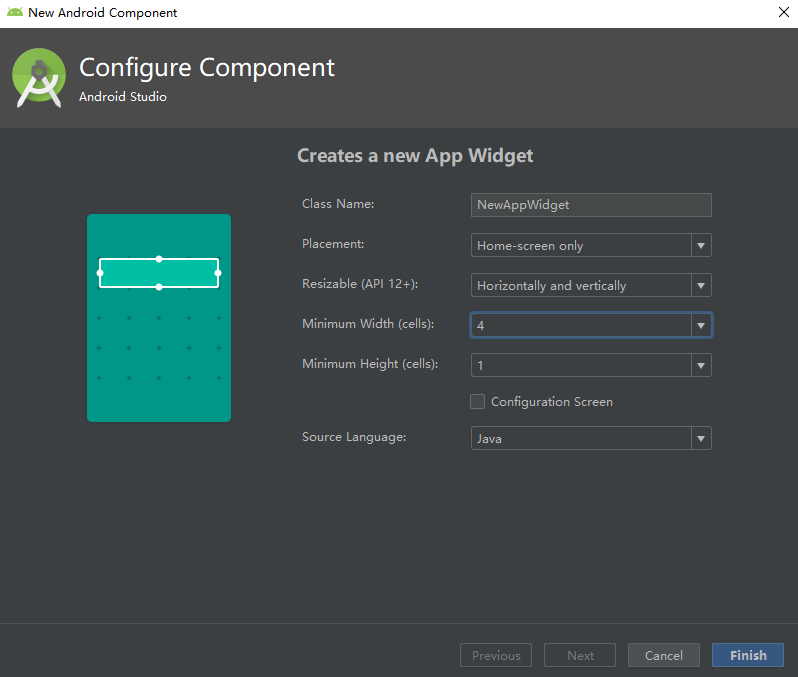 New Android Component
Configure Component
Android Studio
Creates a new App Widget
Class Name: NewAppWidget
Placement: Home-screen only
Resizable (API 12+): Horizontally and vertically
Minimum Width (cells): 4
Minimum Height (cells): 1
Configuration Screen
Source Language: Java
Previous Next Cancel Finish